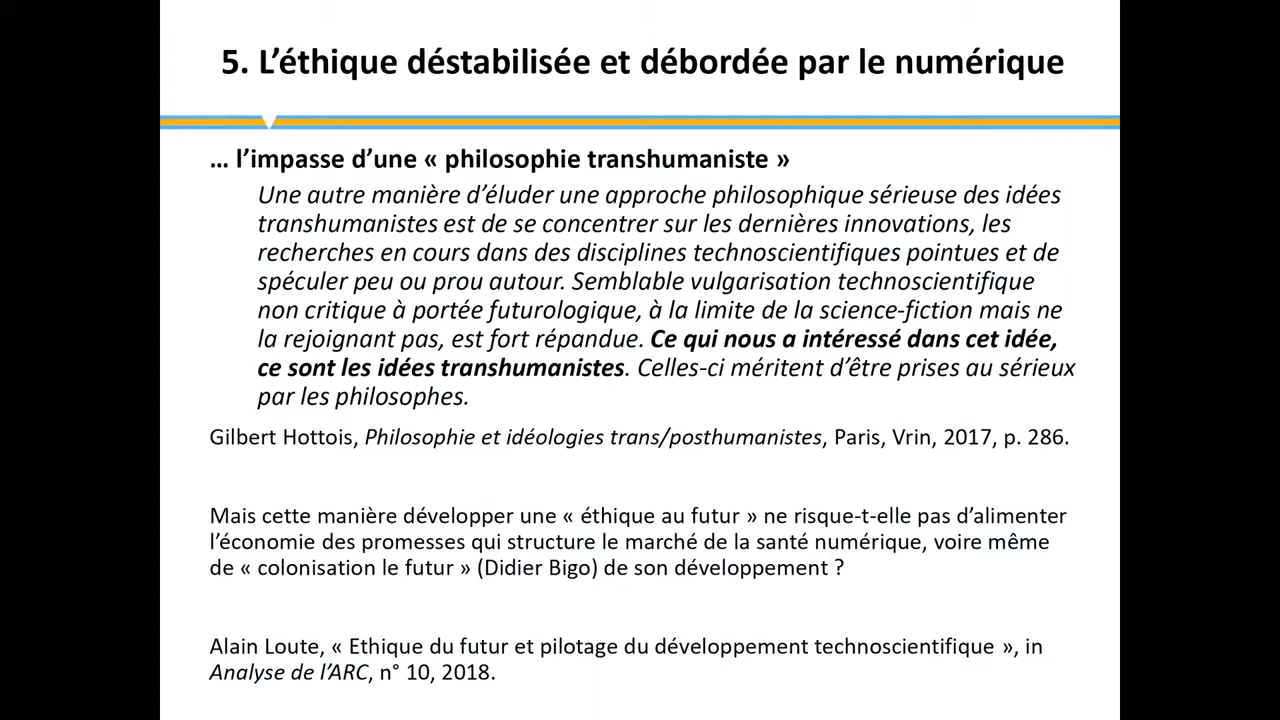 5. L’éthique déstabilisée et débordée par le numérique
... l’impasse d’une « philosophie transhumaniste »
Une autre manière d’éluder une approche philosophique sérieuse des idées
transhumanistes est de se concentrer sur les dernières innovations, les
recherches en cours dans des disciplines technoscientifiques pointues et de
spéculer peu ou prou autour. Semblable vulgarisation technoscientifique
non critique à portée futurologique, à la limite de la science-fiction mais ne
la rejoignant pas, est fort répandue. Ce qui nous a intéressé dans cet idée,
ce sont les idées transhumanistes. Celles-ci méritent d’être prises au sérieux
par les philosophes.
Gilbert Hottois, Philosophie et idéologies trans/posthumanistes, Paris, Vrin, 2017, p. 286.
Mais cette manière développer une « éthique au futur » ne risque-t-elle pas d’alimenter
l’économie des promesses qui structure le marché de la santé numérique, voire même
de « colonisation le futur » (Didier Bigo) de son développement ?
Alain Loute, « Ethique du futur et pilotage du développement technoscientifique », in
Analyse de l’ARC, n° 10, 2018.